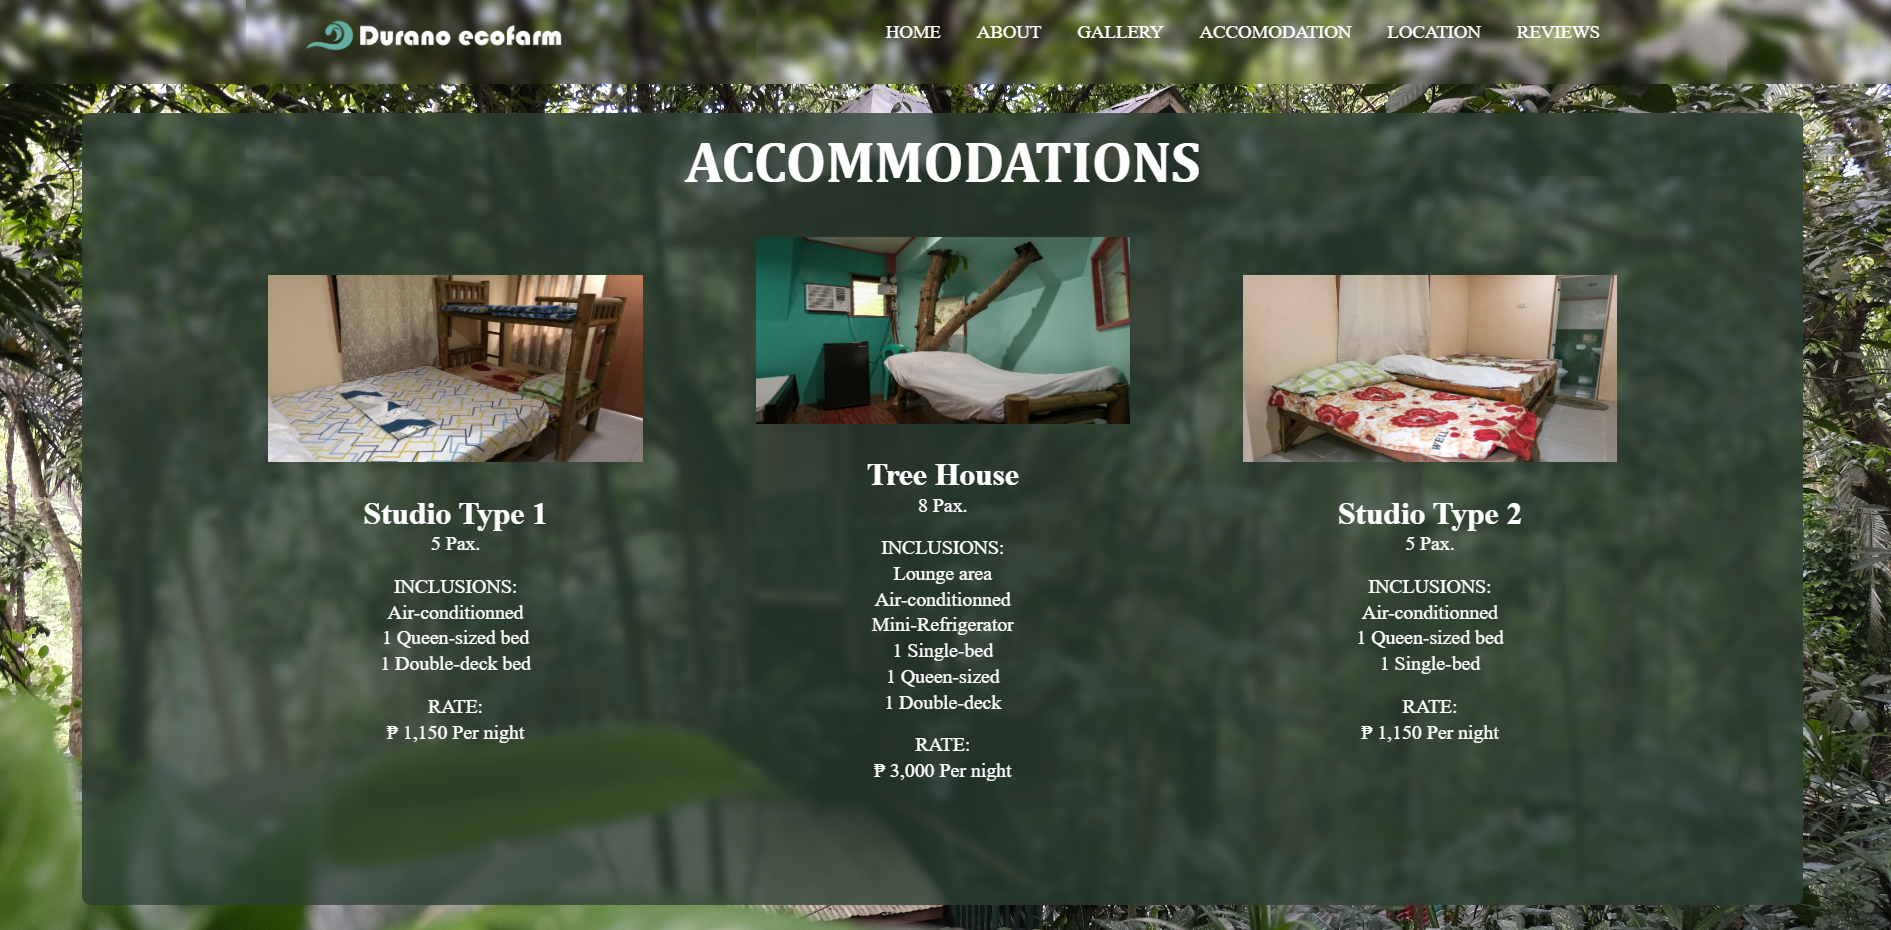 Durano ecofarm
HOME ABOUT GALLERY ACCOMODATION LOCATION REVIEWS
ACCOMMODATIONS
Studio Type 1
5 Pax.
INCLUSIONS:
Air-conditionned
1 Queen-sized bed
1 Double-deck bed
RATE:
₱ 1,150 Per night
Tree House
8 Pax.
INCLUSIONS:
Lounge area
Air-conditionned
Mini-Refrigerator
1 Single-bed
1 Queen-sized
1 Double-deck
RATE:
₱ 3,000 Per night
WELL
Studio Type 2
5 Pax.
INCLUSIONS:
Air-conditionned
1 Queen-sized bed
1 Single-bed
RATE:
₱ 1,150 Per night